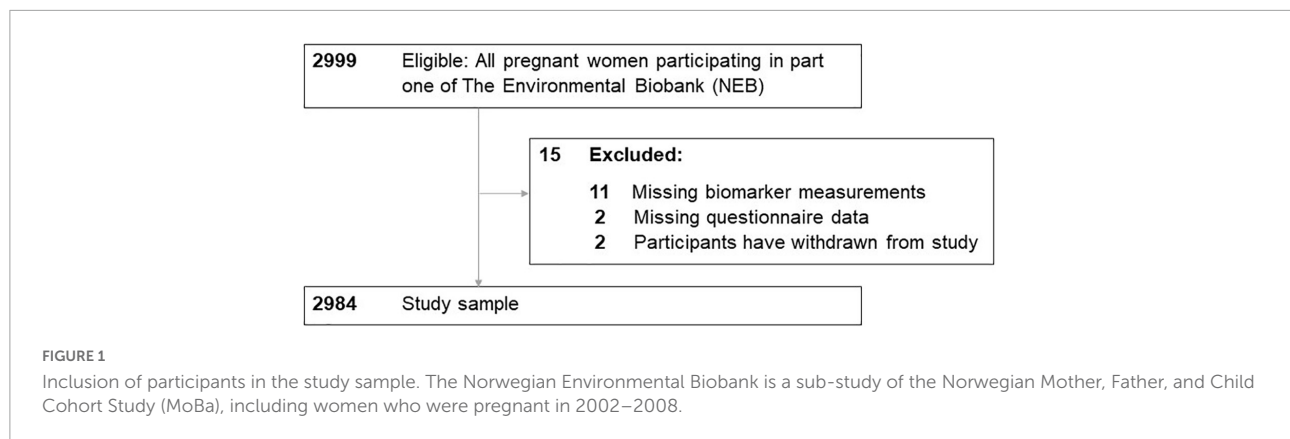 2999 Eligible: All pregnant women participating in part
one of The Environmental Biobank (NEB)
15 Excluded:
11 Missing biomarker measurements
2 Missing questionnaire data
2 Participants have withdrawn from study
2984 Study sample
FIGURE 1
Inclusion of participants in the study sample. The Norwegian Environmental Biobank is a sub-study of the Norwegian Mother, Father, and Child
Cohort Study (MoBa), including women who were pregnant in 2002–2008.